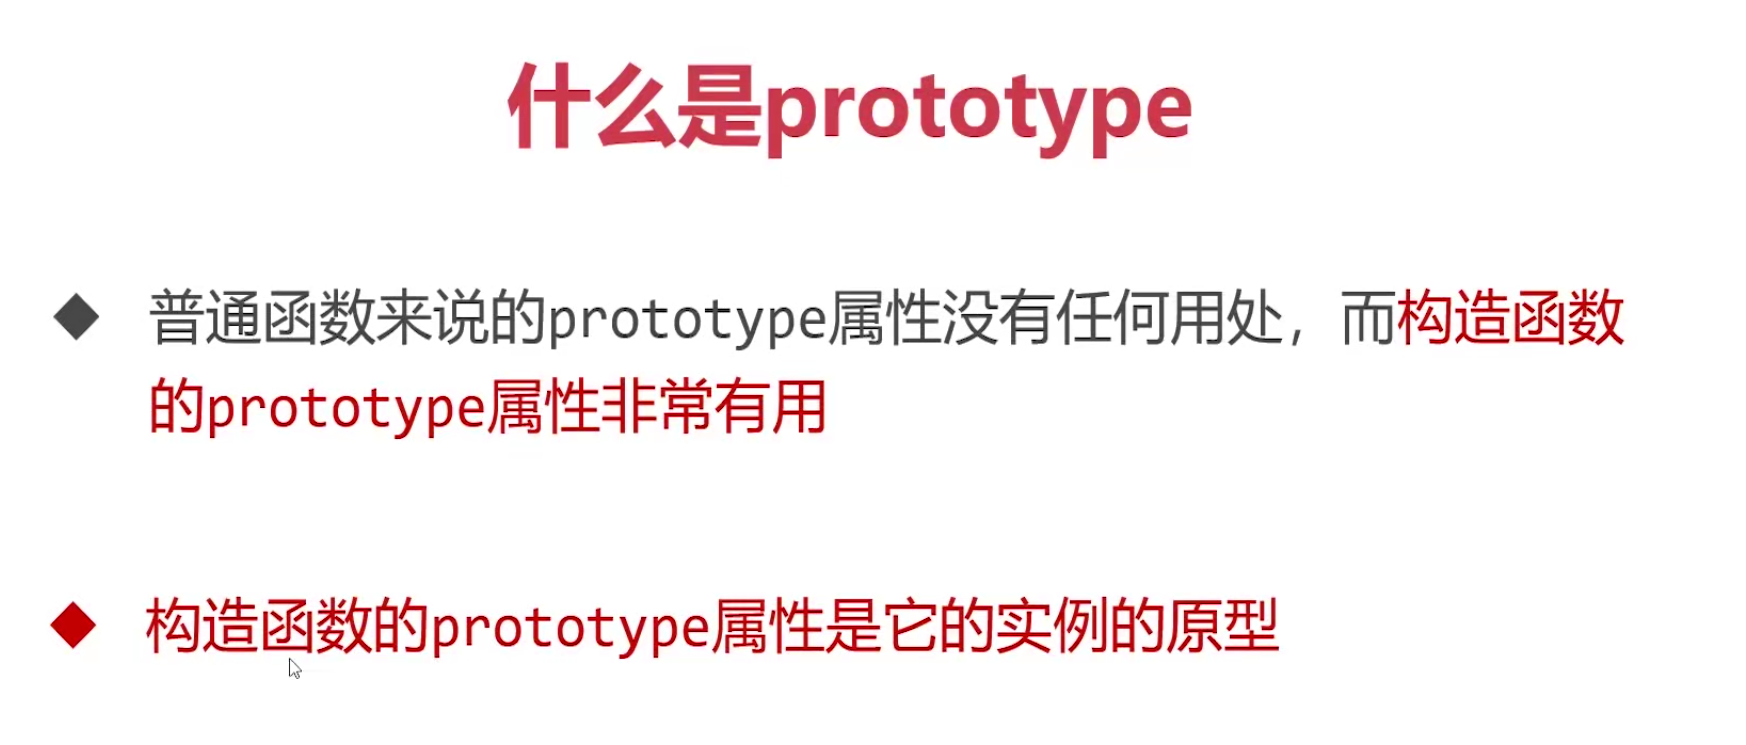 什么是prototype
普通函数来说的prototype属性没有任何用处，而构造函数
的prototype属性非常有用
构造函数的prototype属性是它的实例的原型